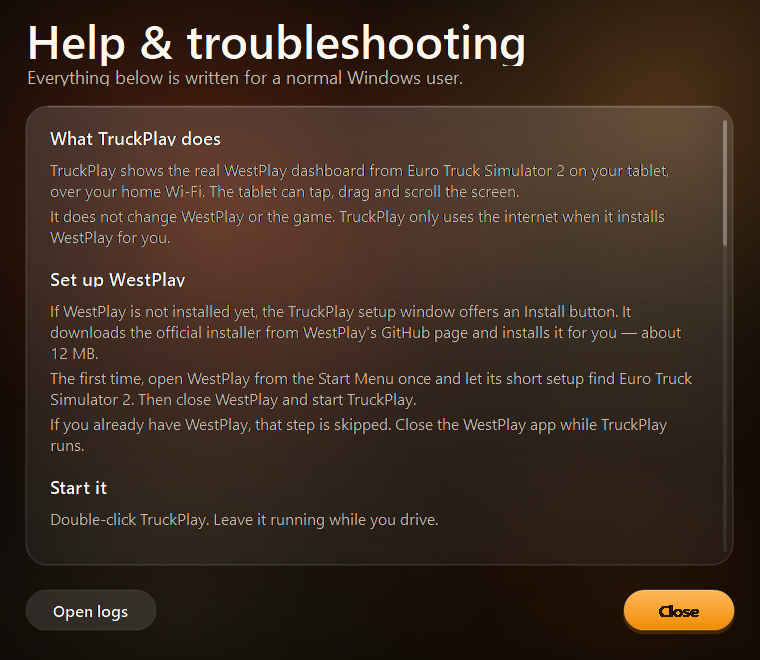 Help & troubleshooting
Everything below is written for a normal Windows user.
What TruckPlay does
TruckPlay shows the real WestPlay dashboard from Euro Truck Simulator 2 on your tablet,
over your home Wi-Fi. The tablet can tap, drag and scroll the screen.
It does not change WestPlay or the game. TruckPlay only uses the internet when it installs
WestPlay for you.
Set up WestPlay
If WestPlay is not installed yet, the TruckPlay setup window offers an Install button. It
downloads the official installer from WestPlay's GitHub page and installs it for you — about
12 MB.
The first time, open WestPlay from the Start Menu once and let its short setup find Euro Truck
Simulator 2. Then close WestPlay and start TruckPlay.
If you already have WestPlay, that step is skipped. Close the WestPlay app while TruckPlay
runs.
Start it
Double-click TruckPlay. Leave it running while you drive.
Open logs
Close